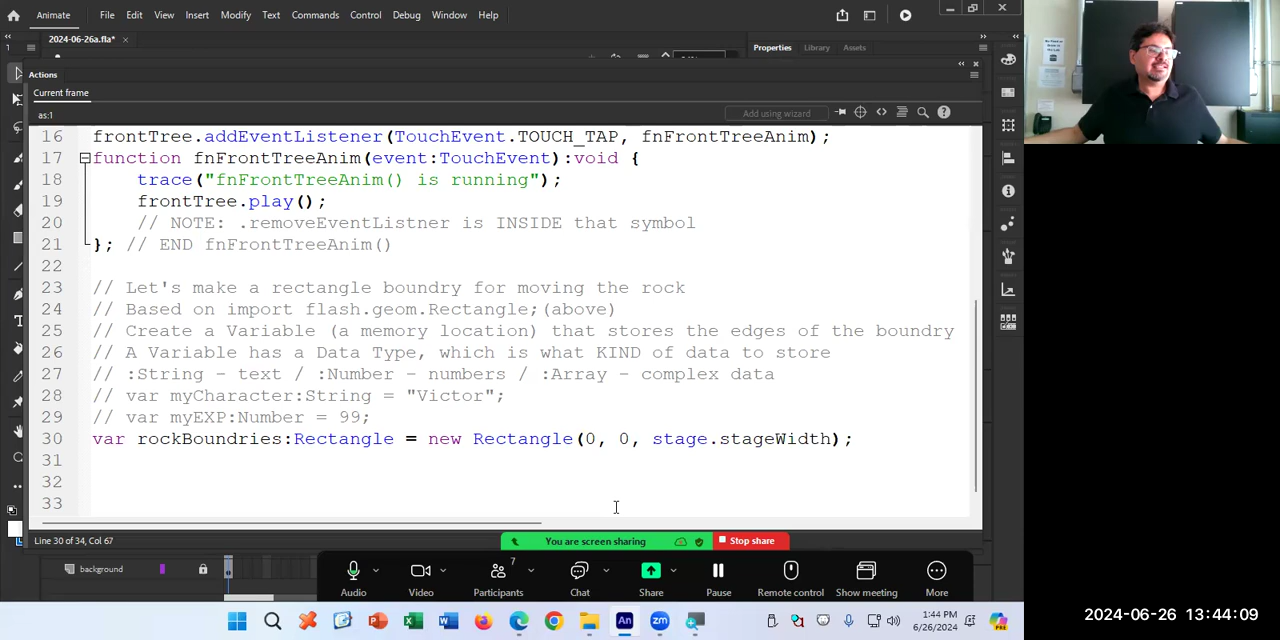 Animate File Edit View Insert Modify Text Commands Control Debug Window Help
2024-06-26a.fla* ×
Properties Library Assets
Actions
Current frame
as:1
Add using wizard
16 frontTree.addEventListener(TouchEvent.TOUCH_TAP, fnFrontTreeAnim);
17 function fnFrontTreeAnim(event:TouchEvent):void {
18 trace("fnFrontTreeAnim() is running");
19 frontTree.play();
20 // NOTE: .removeEventListner is INSIDE that symbol
21 }; // END fnFrontTreeAnim()
22
23 // Let's make a rectangle boundry for moving the rock
24 // Based on import flash.geom.Rectangle;(above)
25 // Create a Variable (a memory location) that stores the edges of the boundry
26 // A Variable has a Data Type, which is what KIND of data to store
27 // :String - text / :Number - numbers / :Array - complex data
28 // var myCharacter:String = "Victor";
29 // var myEXP:Number = 99;
30 var rockBoundries:Rectangle = new Rectangle(0, 0, stage.stageWidth);
31
32
33
Line 30 of 34, Col 67
You are screen sharing Stop share
background
7
Audio Video Participants Chat Share Pause Remote control Show meeting More
1:44 PM
6/26/2024
2024-06-26 13:44:09